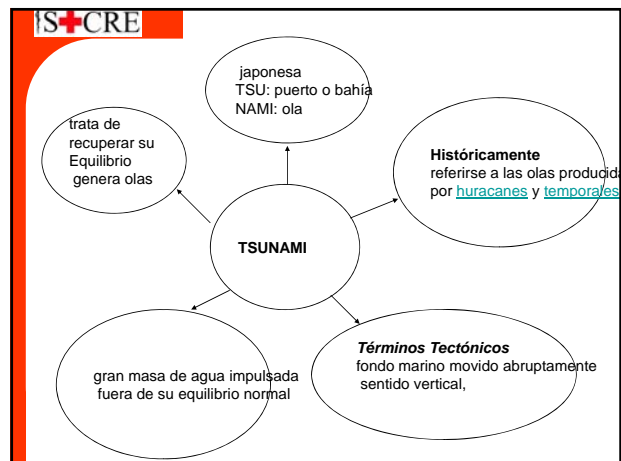 IS+CRE
japonesa
TSU: puerto o bahía
NAMI: ola
trata de
recuperar su
Equilibrio
genera olas
Históricamente
referirse a las olas producida
por huracanes y temporales
TSUNAMI
Términos Tectónicos
fondo marino movido abruptamente
sentido vertical,
gran masa de agua impulsada
fuera de su equilibrio normal